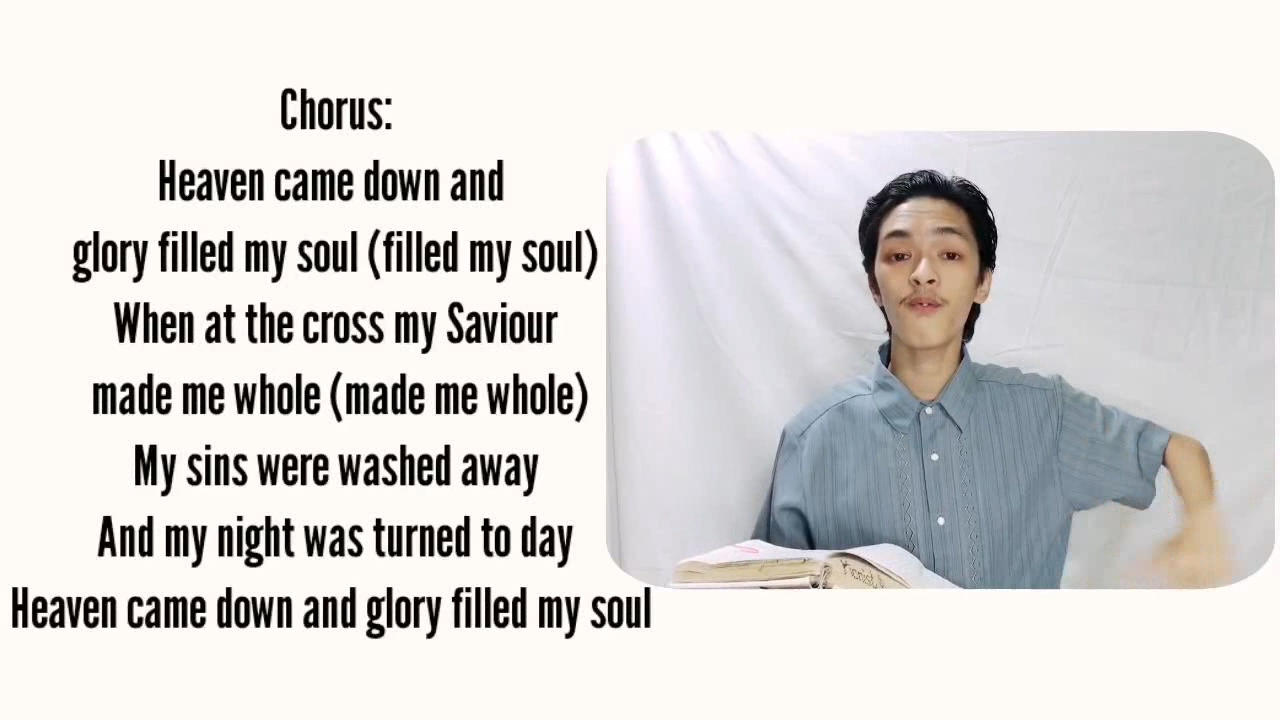 Chorus:
Heaven came down and
glory filled my soul (filled my soul)
When at the cross my Saviour
made me whole (made me whole)
My sins were washed away
And my night was turned to day
Heaven came down and glory filled my soul